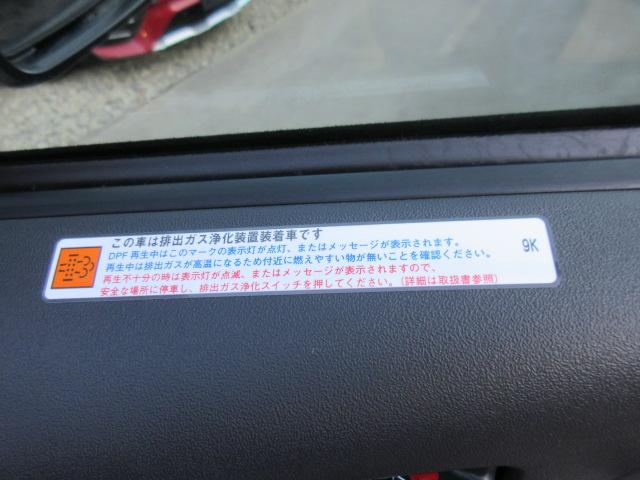 この車は排出ガス浄化装置装着車です
DPF 再生中はこのマークの表示灯が点灯、またはメッセージが表示されます。
再生中は排出ガスが高温になるため付近に燃えやすい物が無いことを確認ください。
再生不十分の時は表示灯が点滅、またはメッセージが表示されますので、
安全な場所に停車し、排出ガス浄化スイッチを押してください。(詳細は取扱書参照)
9K